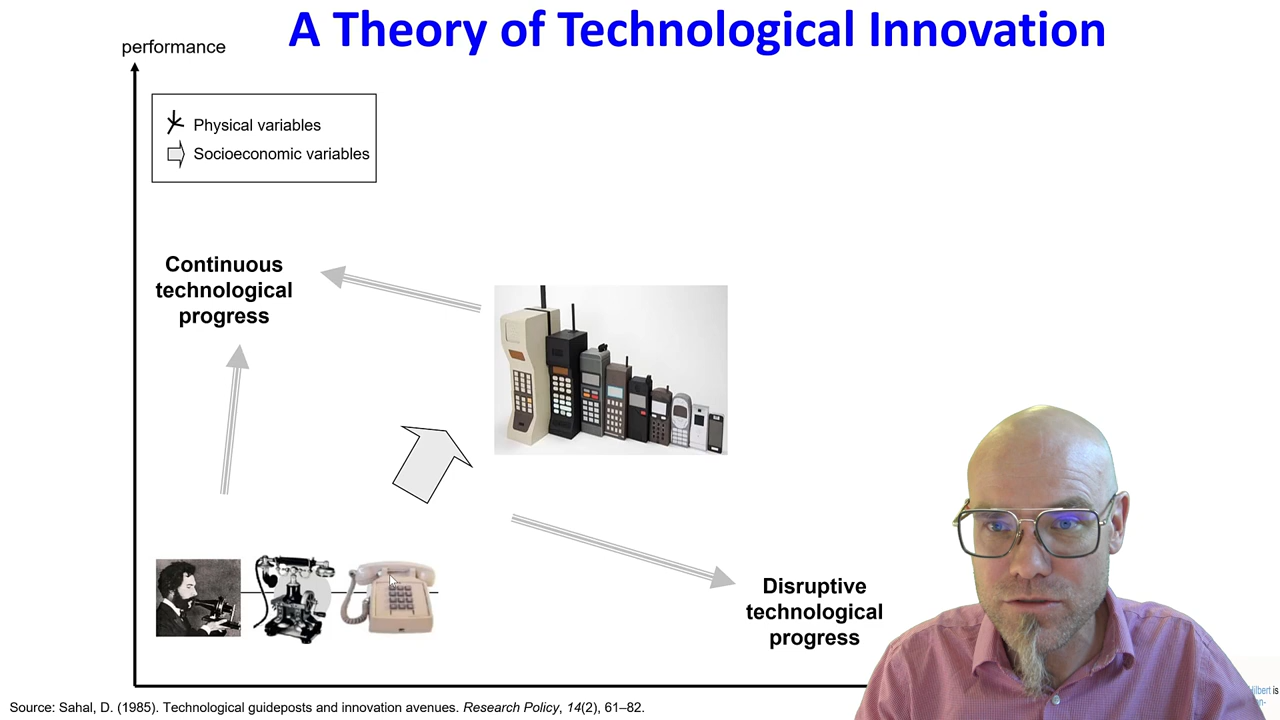 A Theory of Technological Innovation
performance
Physical variables
Socioeconomic variables
Continuous
technological
progress
Disruptive
technological
progress
Source: Sahal, D. (1985). Technological guideposts and innovation avenues. Research Policy, 14(2), 61–82.
is